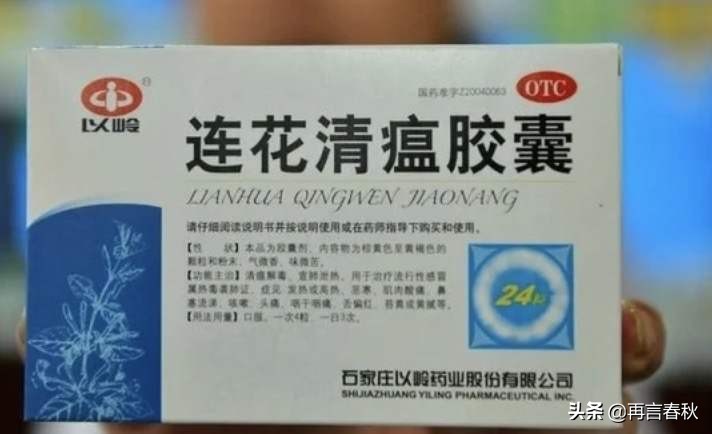 以岭®
国药准字Z20040063
OTC
连花清瘟胶囊
LIANHUA QINGWEN JIAONANG
请仔细阅读说明书并按说明使用或在药师指导下购买和使用。
【性 状】本品为胶囊剂，内容物为棕黄色至黄褐色的
颗粒和粉末，气微香，味微苦。
【功能主治】清瘟解毒，宣肺泄热。用于治疗流行性感冒
属热毒袭肺证，症见 发热或高热，恶寒，肌肉酸痛，鼻
塞流涕，咳嗽，头痛，咽干咽痛，舌偏红，苔黄或黄腻等。
【用法用量】口服。一次4粒，一日3次。
24粒
石家庄以岭药业股份有限公司
SHIJIAZHUANG YILING PHARMACEUTICAL INC.
头条 @再言春秋